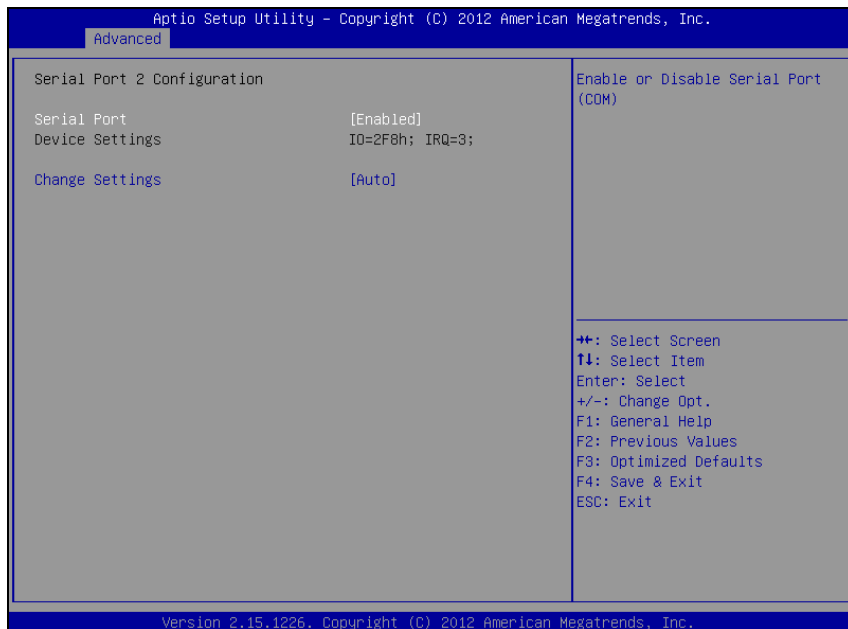 Aptio Setup Utility – Copyright (C) 2012 American Megatrends, Inc.
Advanced
Serial Port 2 Configuration
Serial Port [Enabled]
Device Settings IO=2F8h; IRQ=3;
Change Settings [Auto]
Enable or Disable Serial Port
(COM)
→←: Select Screen
↑↓: Select Item
Enter: Select
+/-: Change Opt.
F1: General Help
F2: Previous Values
F3: Optimized Defaults
F4: Save & Exit
ESC: Exit
Version 2.15.1226. Copyright (C) 2012 American Megatrends, Inc.